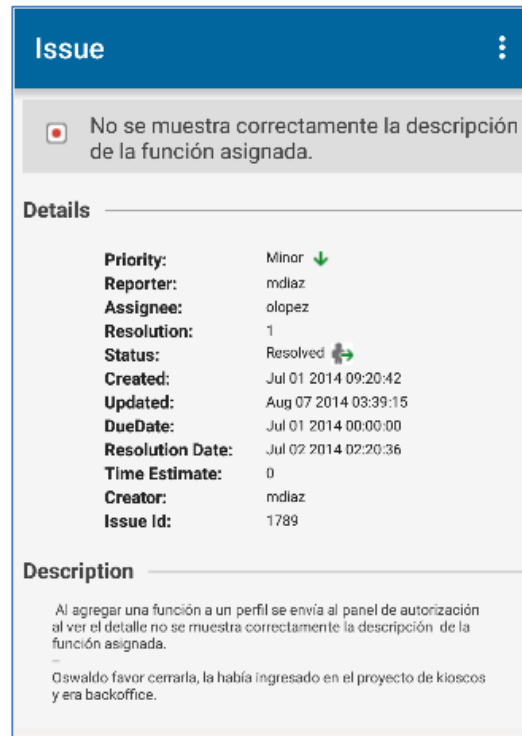 Issue
No se muestra correctamente la descripción
de la función asignada.
Details
Priority: Minor
Reporter: mdiaz
Assignee: olopez
Resolution: 1
Status: Resolved
Created: Jul 01 2014 09:20:42
Updated: Aug 07 2014 03:39:15
DueDate: Jul 01 2014 00:00:00
Resolution Date: Jul 02 2014 02:20:36
Time Estimate: 0
Creator: mdiaz
Issue Id: 1789
Description
Al agregar una función a un perfil se envía al panel de autorización
al ver el detalle no se muestra correctamente la descripción de la
función asignada.
–
Oswaldo favor cerrarla, la había ingresado en el proyecto de kioscos
y era backoffice.